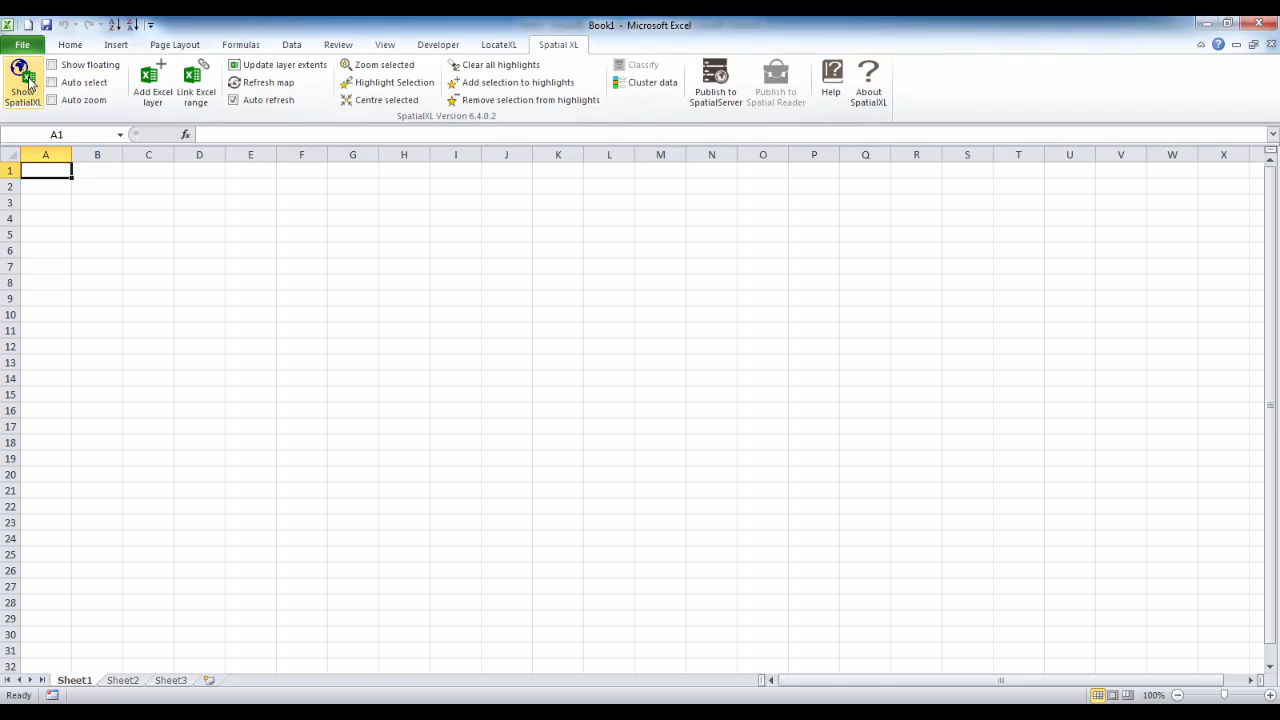 Book1 - Microsoft Excel
File Home Insert Page Layout Formulas Data Review View Developer LocateXL Spatial XL
Show floating Update layer extents Zoom selected Clear all highlights Classify
Auto select Refresh map Highlight Selection Add selection to highlights Cluster data
Auto zoom Auto refresh Centre selected Remove selection from highlights
Show SpatialXL
Add Excel layer
Link Excel range
Publish to SpatialServer
Publish to Spatial Reader
Help
About SpatialXL
SpatialXL Version 6.4.0.2
A1 fx
A B C D E F G H I J K L M N O P Q R S T U V W X
1
2
3
4
5
6
7
8
9
10
11
12
13
14
15
16
17
18
19
20
21
22
23
24
25
26
27
28
29
30
31
32
Sheet1 Sheet2 Sheet3
Ready 100%